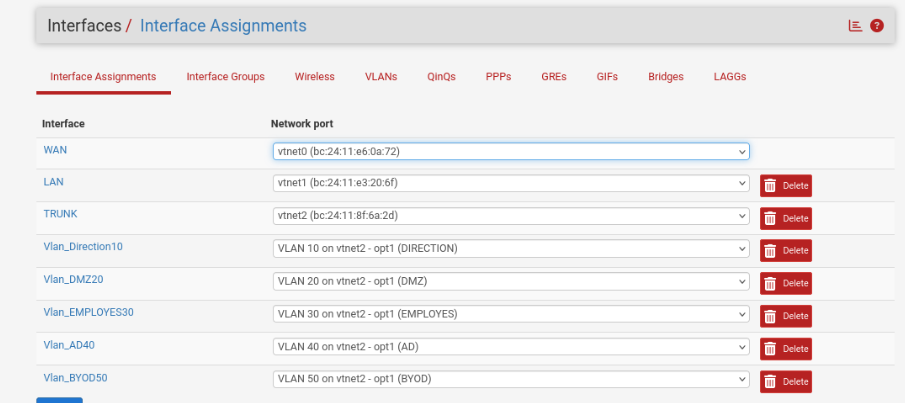 Interfaces / Interface Assignments
Interface Assignments Interface Groups Wireless VLANs QinQs PPPs GREs GIFs Bridges LAGGs
Interface Network port
WAN vtnet0 (bc:24:11:e6:0a:72)
LAN vtnet1 (bc:24:11:e3:20:6f) Delete
TRUNK vtnet2 (bc:24:11:8f:6a:2d) Delete
Vlan_Direction10 VLAN 10 on vtnet2 - opt1 (DIRECTION) Delete
Vlan_DMZ20 VLAN 20 on vtnet2 - opt1 (DMZ) Delete
Vlan_EMPLOYES30 VLAN 30 on vtnet2 - opt1 (EMPLOYES) Delete
Vlan_AD40 VLAN 40 on vtnet2 - opt1 (AD) Delete
Vlan_BYOD50 VLAN 50 on vtnet2 - opt1 (BYOD) Delete